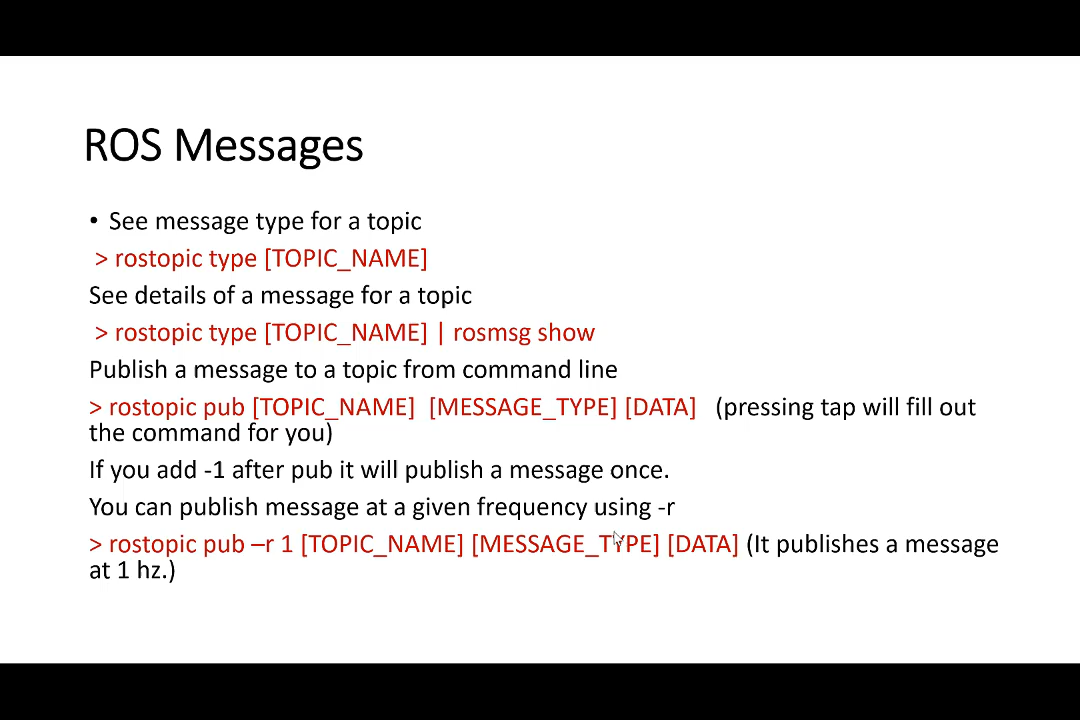 ROS Messages
• See message type for a topic
> rostopic type [TOPIC_NAME]
See details of a message for a topic
> rostopic type [TOPIC_NAME] | rosmsg show
Publish a message to a topic from command line
> rostopic pub [TOPIC_NAME]  [MESSAGE_TYPE] [DATA]   (pressing tap will fill out
the command for you)
If you add -1 after pub it will publish a message once.
You can publish message at a given frequency using -r
> rostopic pub –r 1 [TOPIC_NAME] [MESSAGE_TYPE] [DATA] (It publishes a message
at 1 hz.)